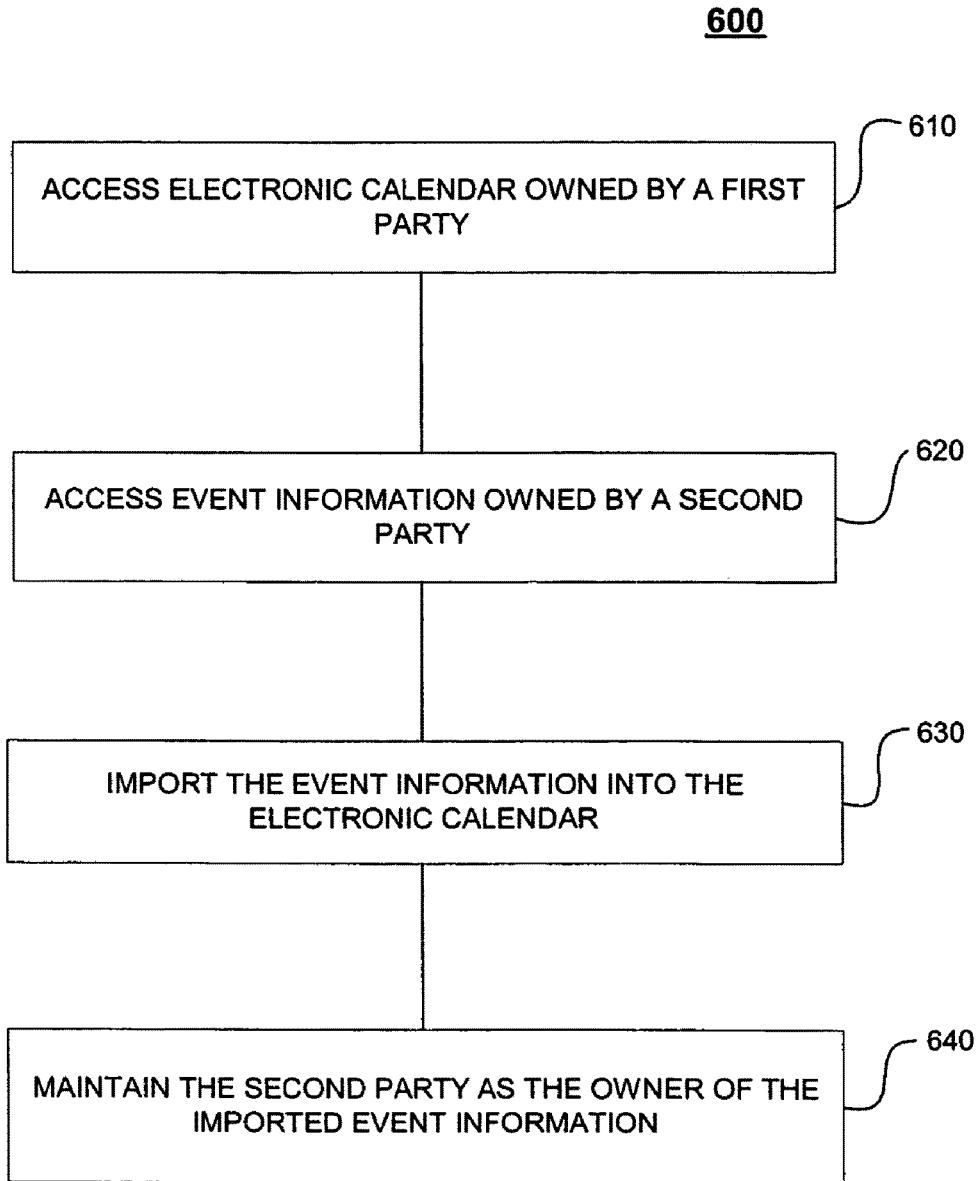 600
610
ACCESS ELECTRONIC CALENDAR OWNED BY A FIRST
PARTY
620
ACCESS EVENT INFORMATION OWNED BY A SECOND
PARTY
630
IMPORT THE EVENT INFORMATION INTO THE
ELECTRONIC CALENDAR
640
MAINTAIN THE SECOND PARTY AS THE OWNER OF THE
IMPORTED EVENT INFORMATION